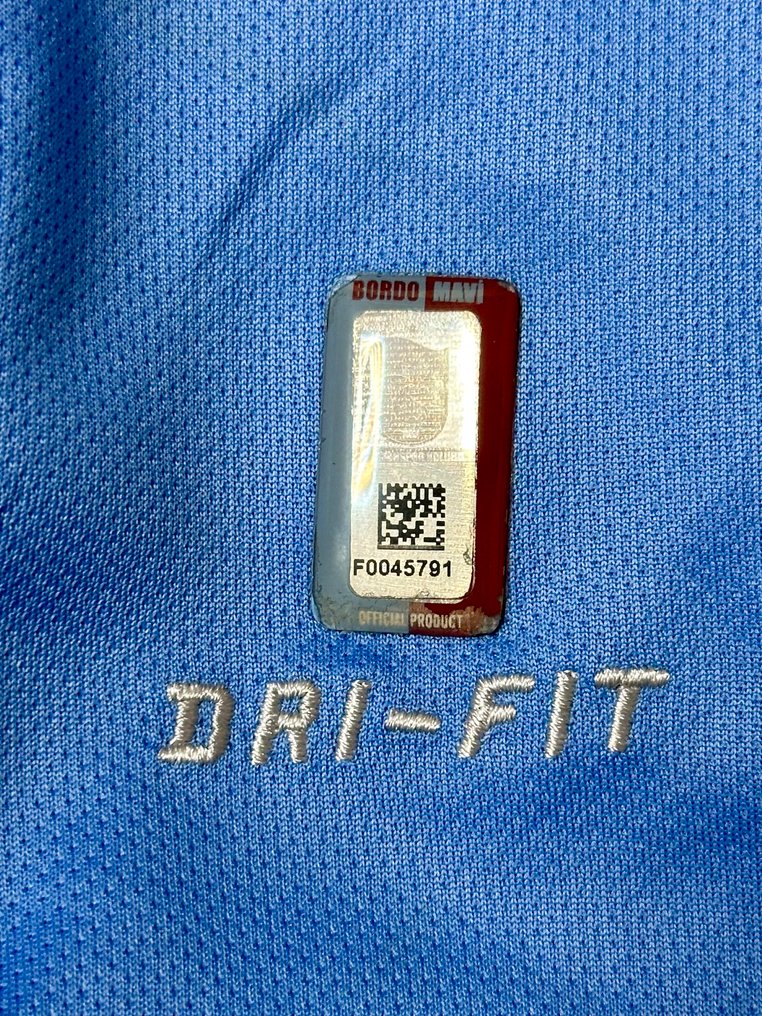 BORDO MAVİ
F0045791
OFFICIAL PRODUCT
DRI-FIT